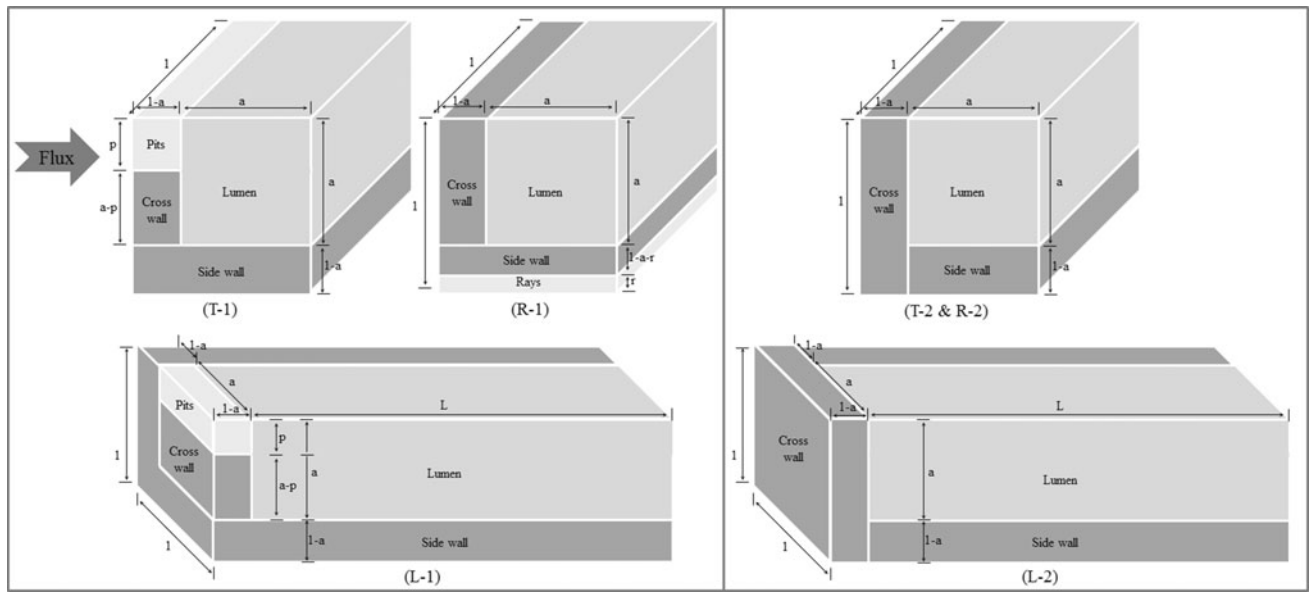 1
1-a
a
p
Pits
Flux
a-p
Cross wall
Lumen
a
Side wall
1-a
(T-1)
1
1-a
a
1
Cross wall
Lumen
a
Side wall
1-a-r
Rays
r
(R-1)
1
1-a
a
1
Cross wall
Lumen
a
Side wall
1-a
(T-2 & R-2)
1-a
a
1-a
L
1
Pits
Cross wall
p
a-p
a
Lumen
1-a
Side wall
1
(L-1)
1-a
a
1-a
L
1
Cross wall
a
Lumen
1-a
Side wall
1
(L-2)